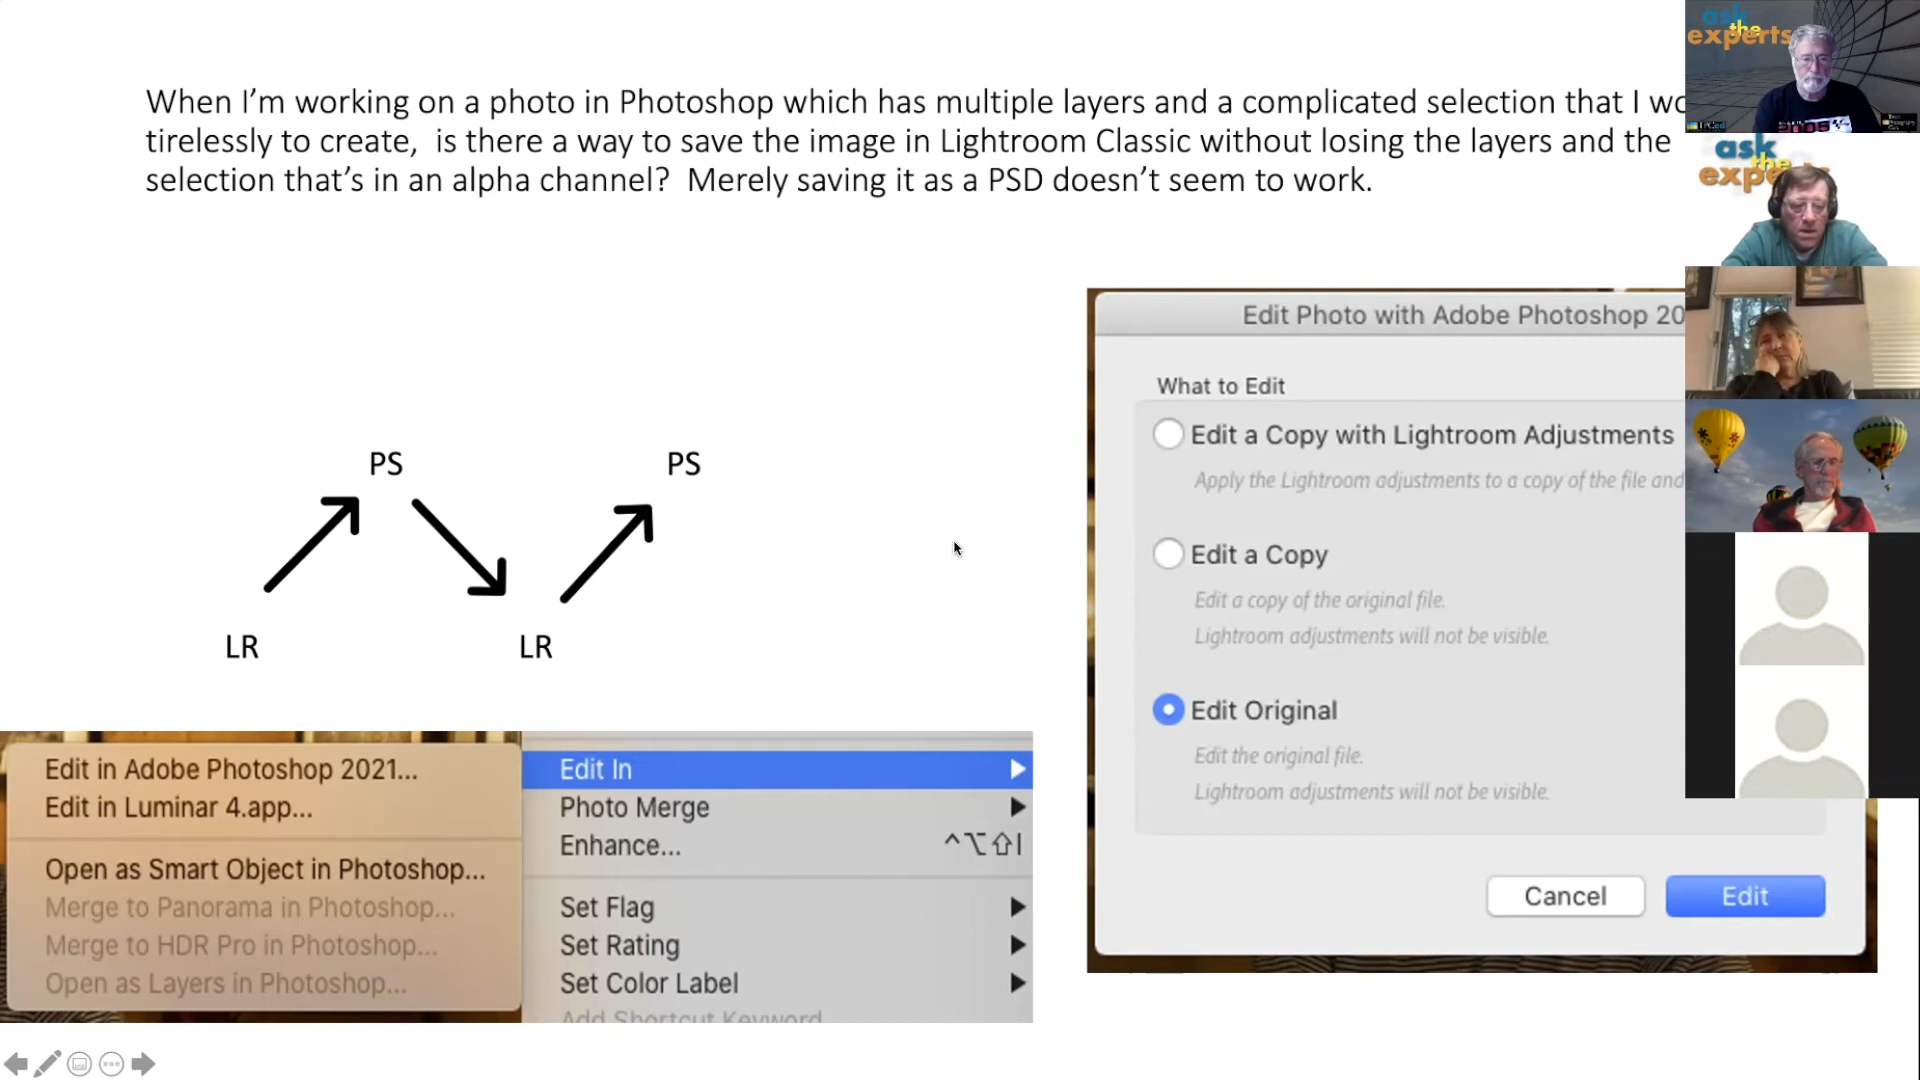 When I’m working on a photo in Photoshop which has multiple layers and a complicated selection that I wo
tirelessly to create,  is there a way to save the image in Lightroom Classic without losing the layers and the
selection that’s in an alpha channel?  Merely saving it as a PSD doesn’t seem to work.
PS
PS
LR
LR
Edit in Adobe Photoshop 2021...
Edit in Luminar 4.app...
Open as Smart Object in Photoshop...
Merge to Panorama in Photoshop...
Merge to HDR Pro in Photoshop...
Open as Layers in Photoshop...
Edit In
Photo Merge
Enhance... ^⌥⇧I
Set Flag
Set Rating
Set Color Label
Add Shortcut Keyword
Edit Photo with Adobe Photoshop 20
What to Edit
Edit a Copy with Lightroom Adjustments
Apply the Lightroom adjustments to a copy of the file and
Edit a Copy
Edit a copy of the original file.
Lightroom adjustments will not be visible.
Edit Original
Edit the original file.
Lightroom adjustments will not be visible.
Cancel
Edit
ask
the
experts
ask
the
expe